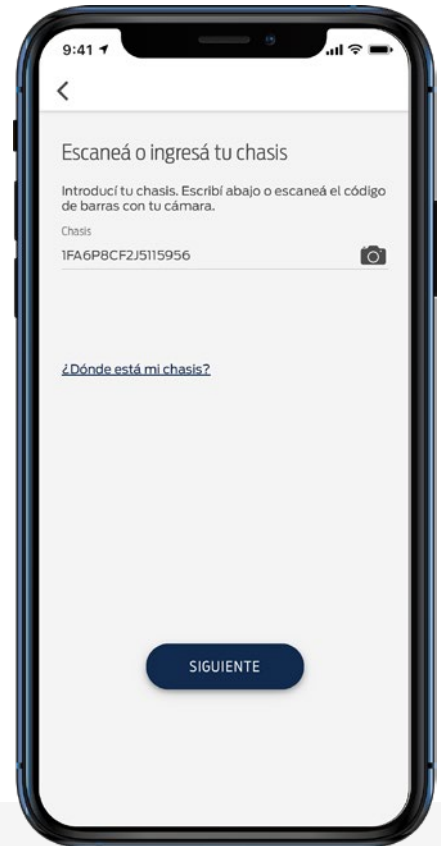 9:41
Escaneá o ingresá tu chasis
Introducí tu chasis. Escribí abajo o escaneá el código
de barras con tu cámara.
Chasis
1FA6P8CF2J5115956
¿Dónde está mi chasis?
SIGUIENTE